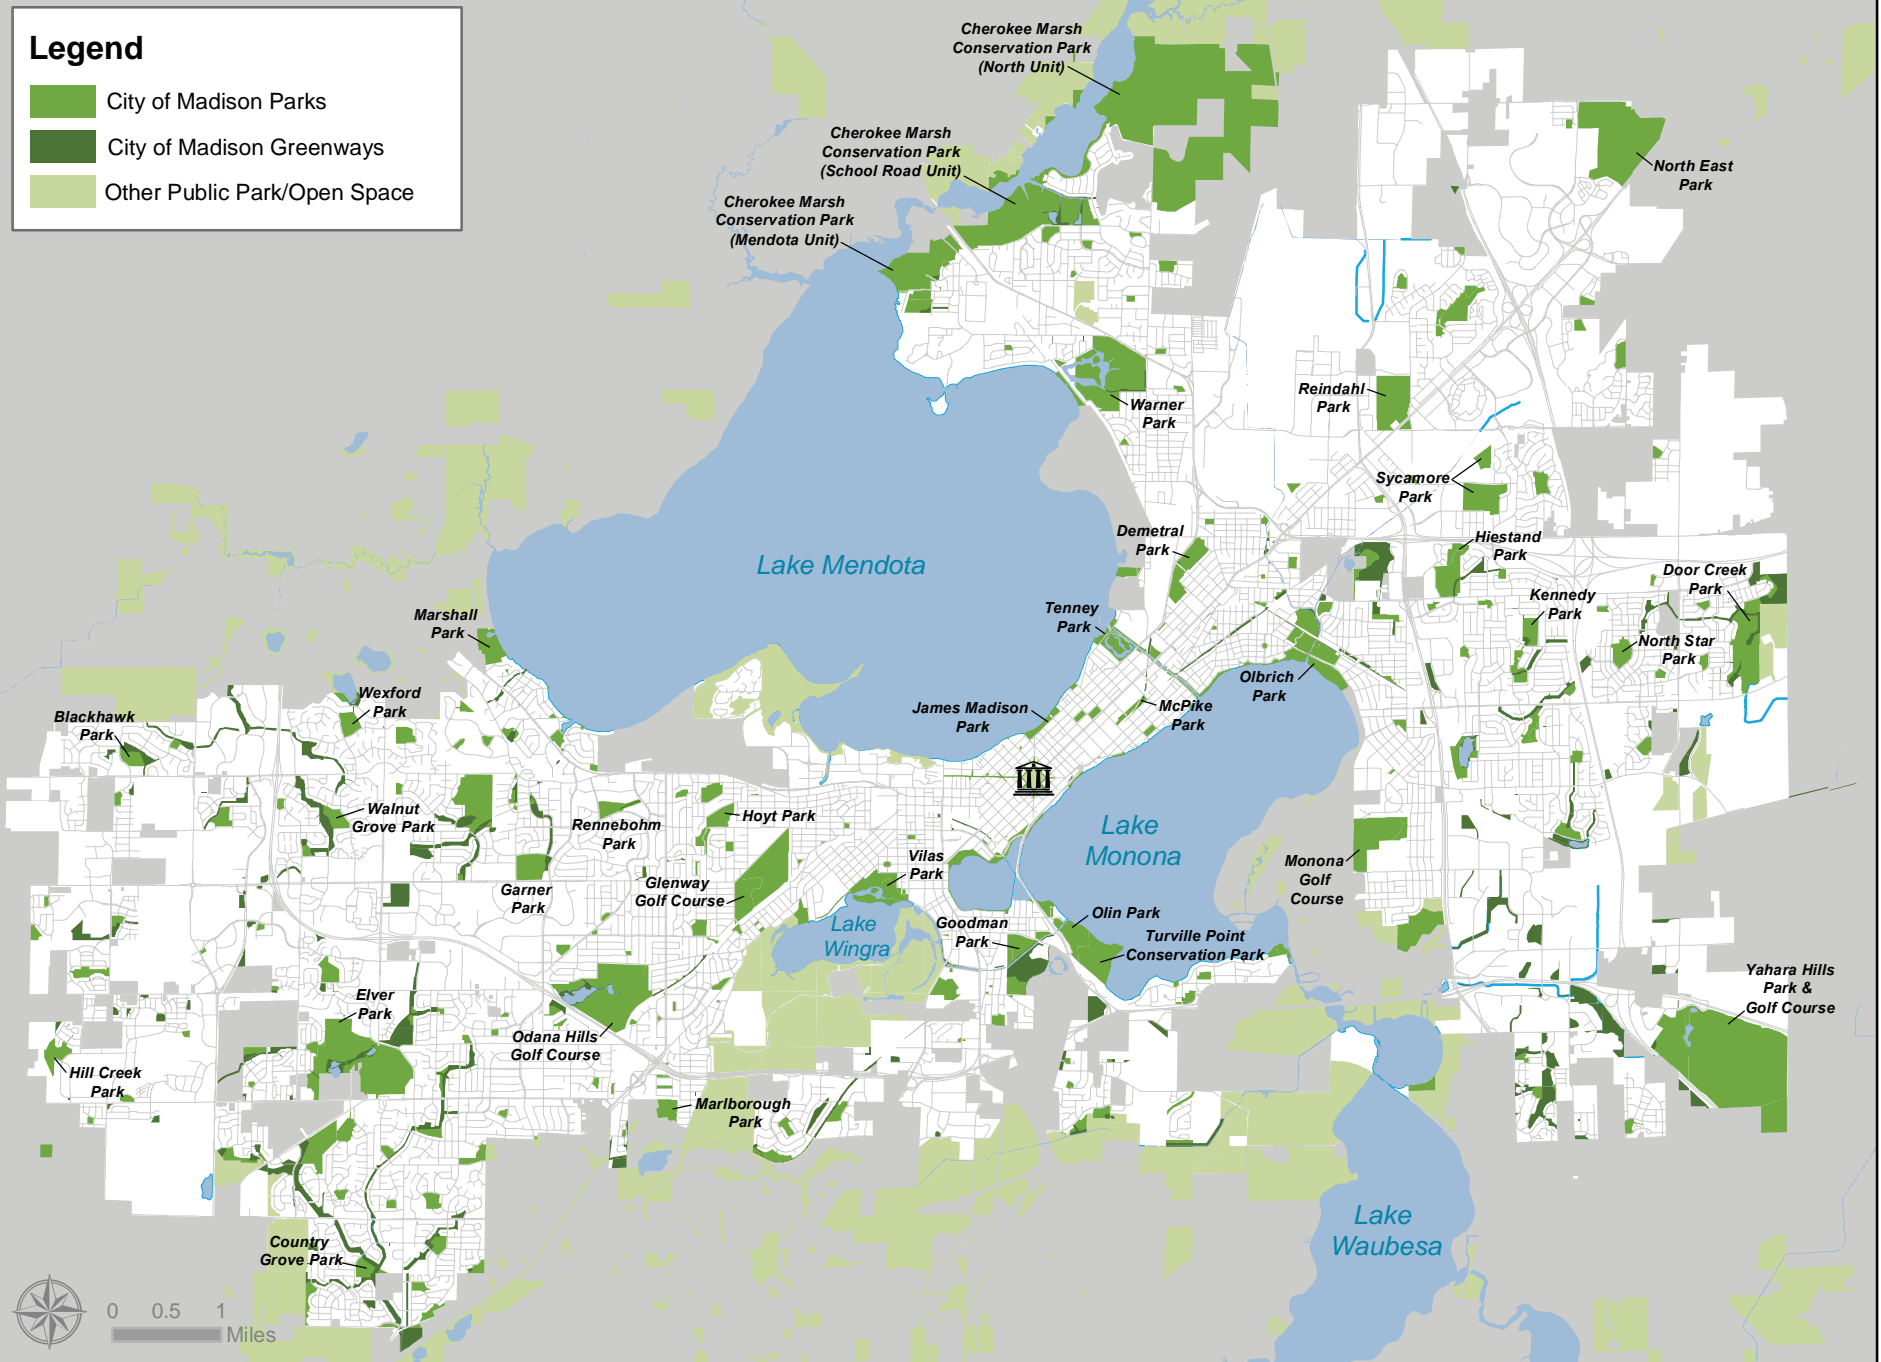 Legend
City of Madison Parks
City of Madison Greenways
Other Public Park/Open Space
Cherokee Marsh
Conservation Park
(North Unit)
Cherokee Marsh
Conservation Park
(School Road Unit)
Cherokee Marsh
Conservation Park
(Mendota Unit)
North East
Park
Warner
Park
Reindahl
Park
Sycamore
Park
Demetral
Park
Hiestand
Park
Door Creek
Park
Kennedy
Park
North Star
Park
Tenney
Park
Olbrich
Park
McPike
Park
James Madison
Park
Lake Mendota
Marshall
Park
Wexford
Park
Blackhawk
Park
Walnut
Grove Park
Rennebohm
Park
Hoyt Park
Garner
Park
Glenway
Golf Course
Vilas
Park
Lake
Monona
Monona
Golf
Course
Lake
Wingra
Goodman
Park
Olin Park
Turville Point
Conservation Park
Yahara Hills
Park &
Golf Course
Elver
Park
Odana Hills
Golf Course
Hill Creek
Park
Marlborough
Park
Lake
Waubesa
Country
Grove Park
0 0.5 1
Miles